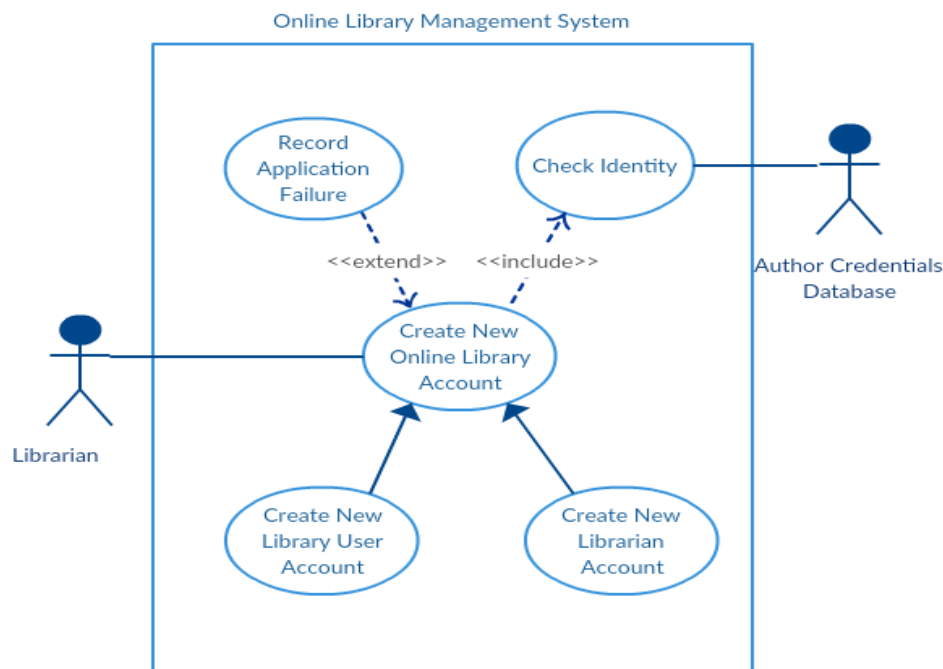 Online Library Management System
Record
Application
Failure
Check Identity
<<extend>>
<<include>>
Author Credentials
Database
Create New
Online Library
Account
Librarian
Create New
Library User
Account
Create New
Librarian
Account